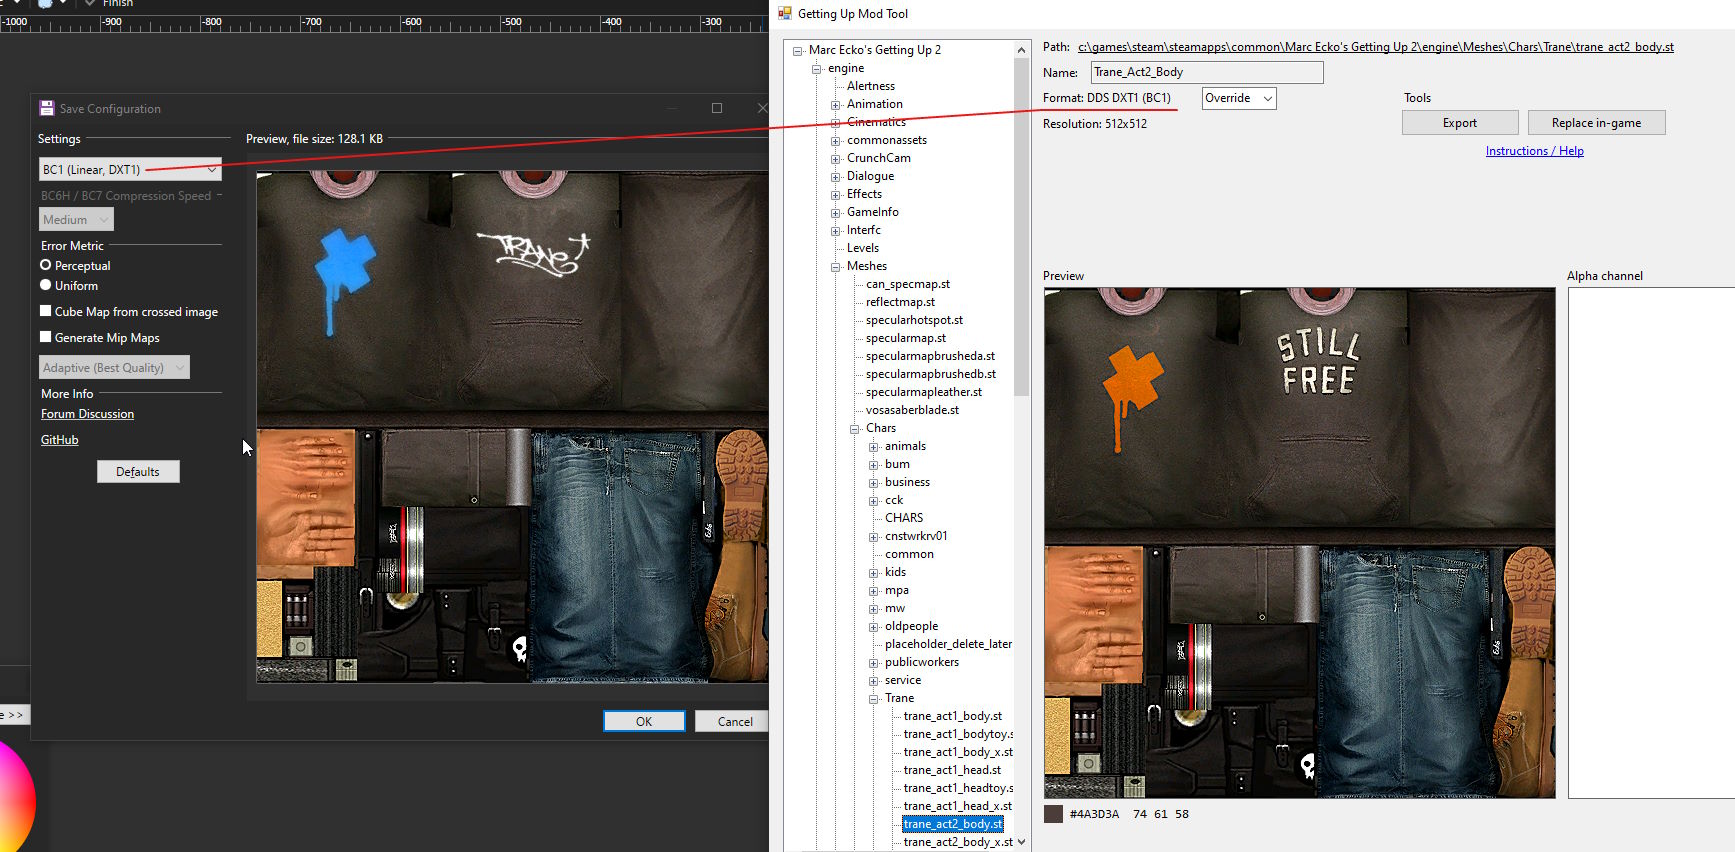 Finish
-1000 -900 -800 -700 -600 -500 -400 -300
Save Configuration
Settings
BC1 (Linear, DXT1)
BC6H / BC7 Compression Speed
Medium
Error Metric
Perceptual
Uniform
Cube Map from crossed image
Generate Mip Maps
Adaptive (Best Quality)
More Info
Forum Discussion
GitHub
Defaults
Preview, file size: 128.1 KB
TRANE
OK
Cancel
e >>
Getting Up Mod Tool
Marc Ecko's Getting Up 2
engine
Alertness
Animation
Cinematics
commonassets
CrunchCam
Dialogue
Effects
GameInfo
Interfc
Levels
Meshes
can_specmap.st
reflectmap.st
specularhotspot.st
specularmap.st
specularmapbrusheda.st
specularmapbrushedb.st
specularmapleather.st
vosasaberblade.st
Chars
animals
bum
business
cck
CHARS
cnstwrkrv01
common
kids
mpa
mw
oldpeople
placeholder_delete_later
publicworkers
service
Trane
trane_act1_body.st
trane_act1_bodytoy.s
trane_act1_body_x.st
trane_act1_head.st
trane_act1_headtoy.s
trane_act1_head_x.st
trane_act2_body.st
trane_act2_body_x.st
Path: c:\games\steam\steamapps\common\Marc Ecko's Getting Up 2\engine\Meshes\Chars\Trane\trane_act2_body.st
Name: Trane_Act2_Body
Format: DDS DXT1 (BC1) Override
Resolution: 512x512
Tools
Export Replace in-game
Instructions / Help
Preview
Alpha channel
STILL
FREE
#4A3D3A 74 61 58